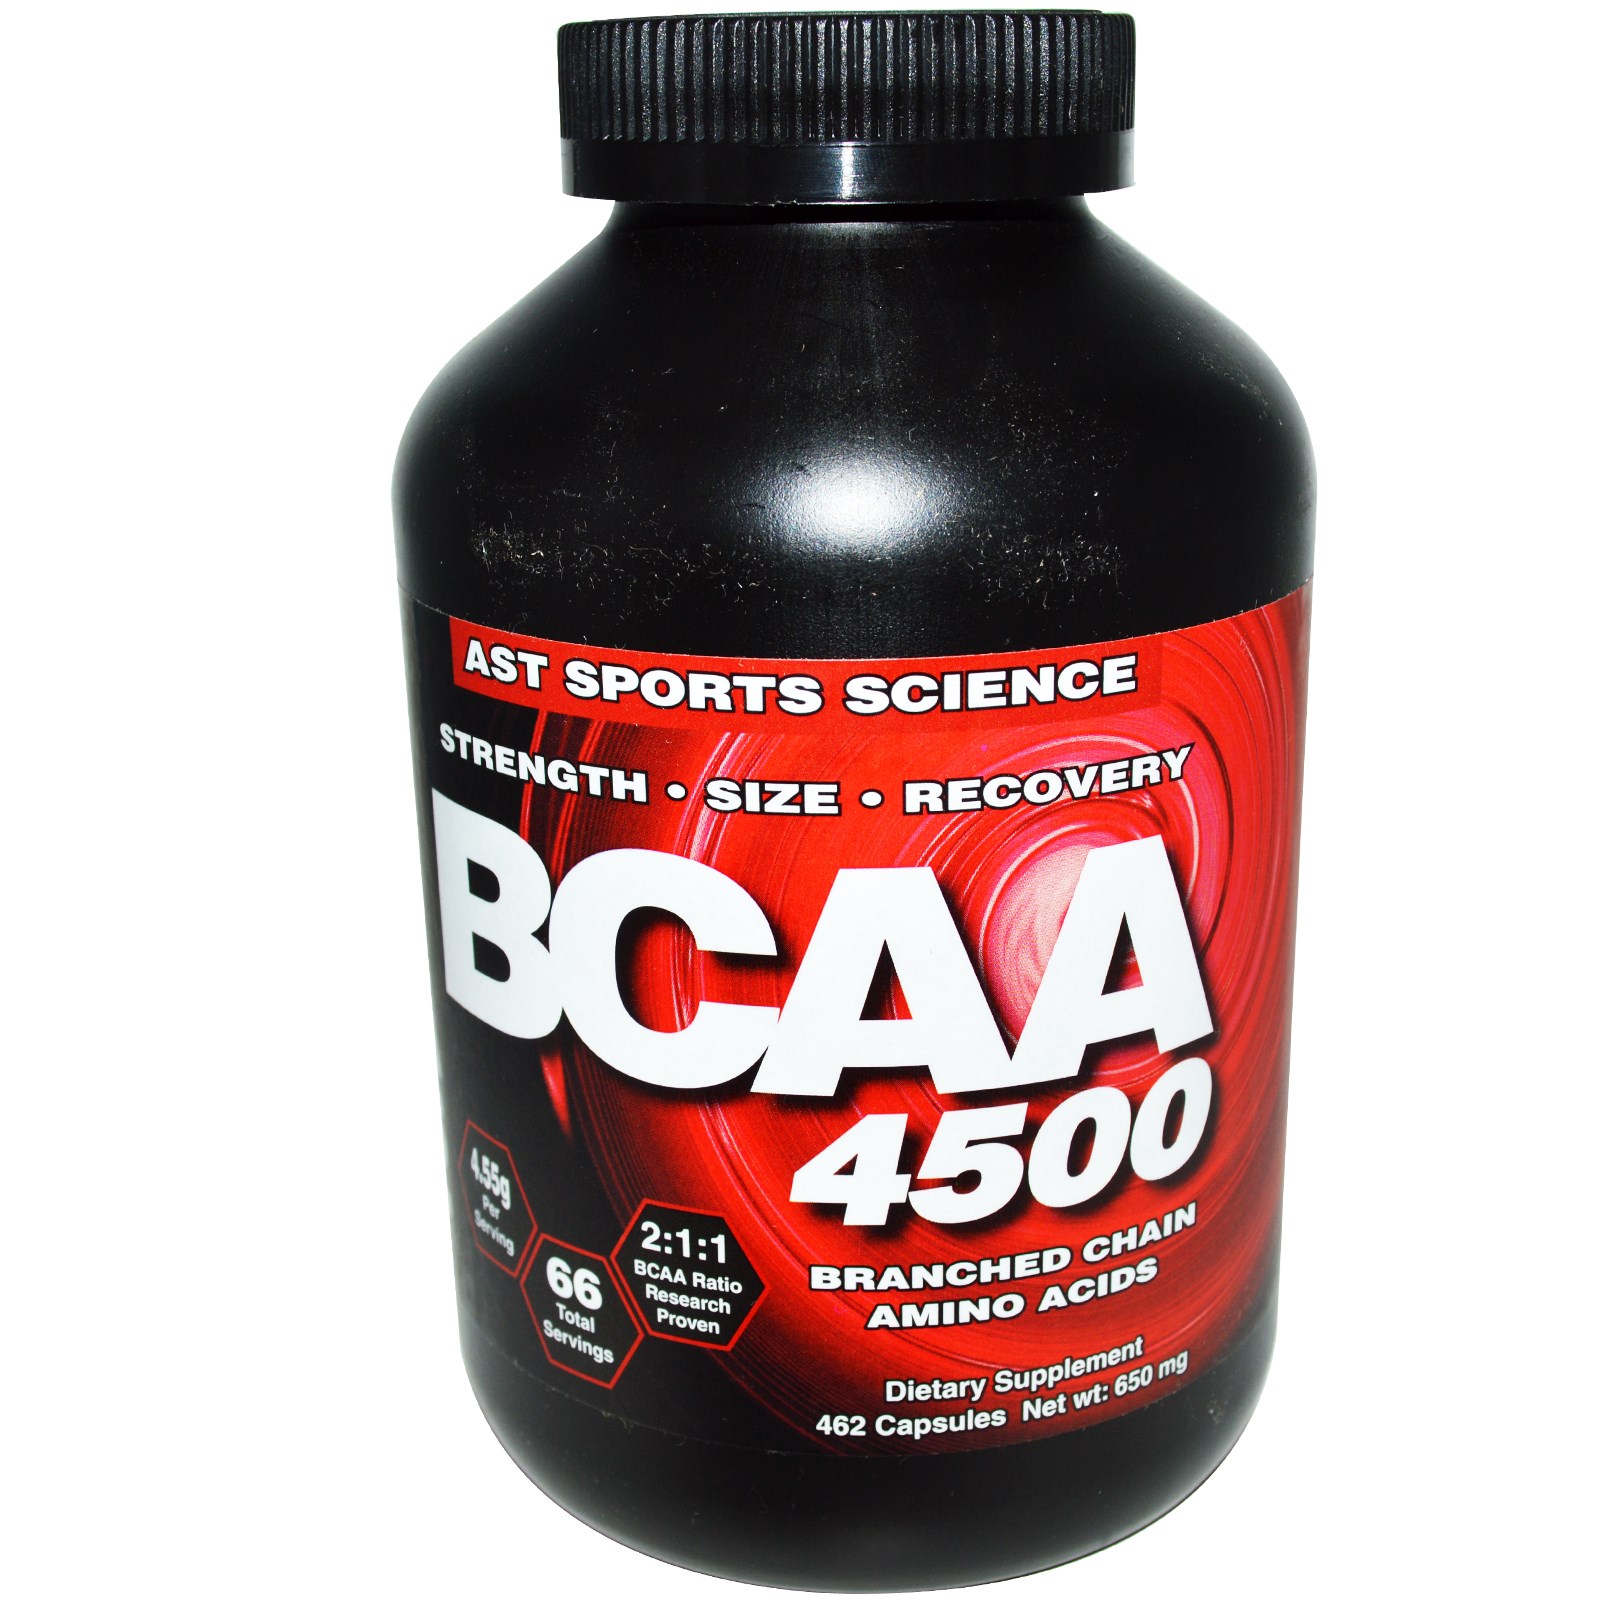 AST SPORTS SCIENCE
STRENGTH • SIZE • RECOVERY
BCAA
4500
BRANCHED CHAIN
AMINO ACIDS
4.55g
Per
Serving
66
Total
Servings
2:1:1
BCAA Ratio
Research
Proven
Dietary Supplement
462 Capsules Net wt: 650 mg